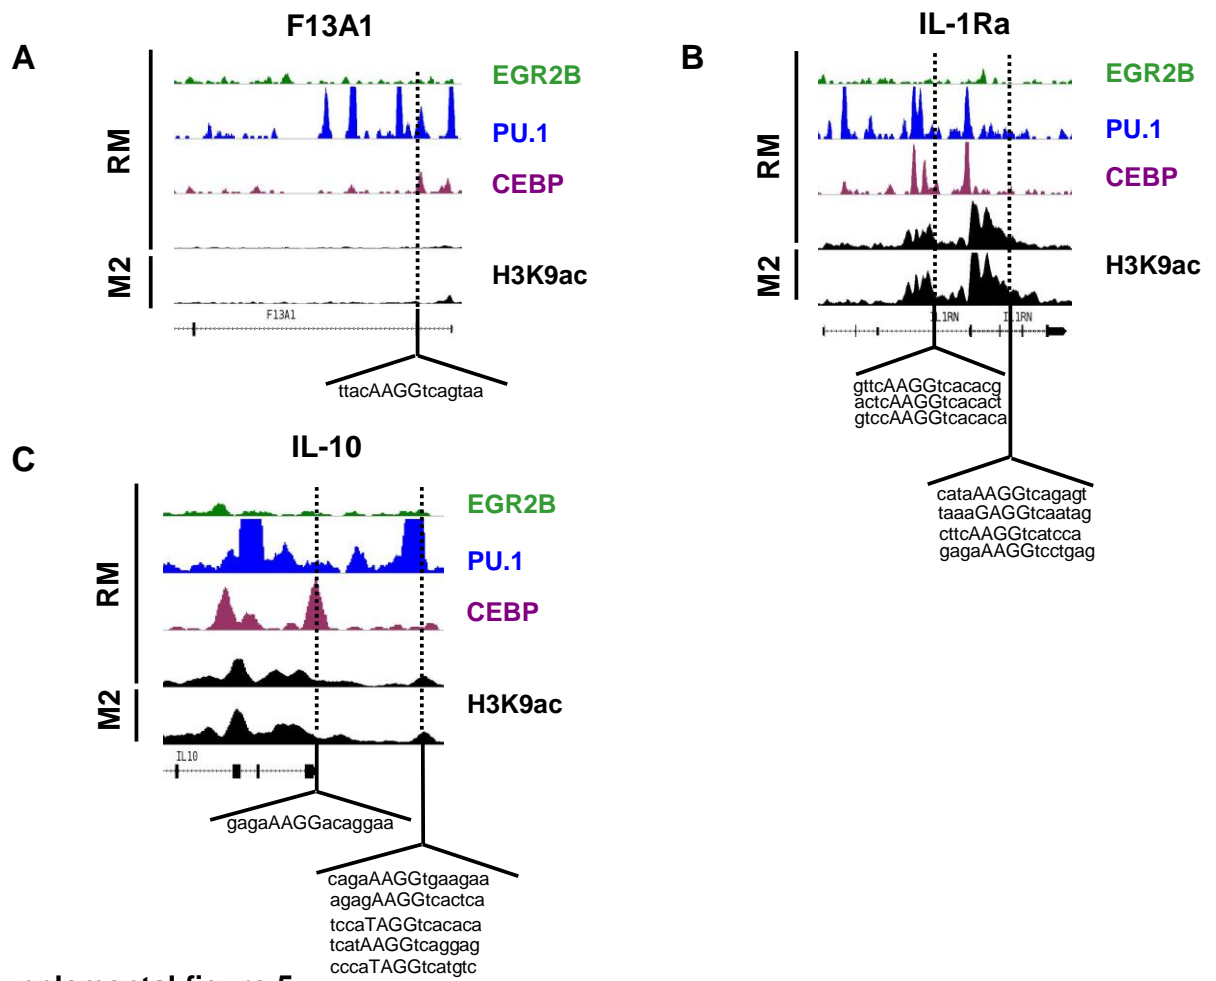 F13A1
A
RM
M2
EGR2B
PU.1
CEBP
H3K9ac
F13A1
ttacAAGGtcagtaa
IL-1Ra
B
RM
M2
EGR2B
PU.1
CEBP
H3K9ac
IL1RN
IL1RN
gttcAAGGtcacacg
actcAAGGtcacact
gtccAAGGtcacaca
cataAAGGtcagagt
taaaGAGGtcaatag
cttcAAGGtcatcca
gagaAAGGtcctgag
IL-10
C
RM
M2
EGR2B
PU.1
CEBP
H3K9ac
IL10
gagaAAGGacaggaa
cagaAAGGtgaagaa
agagAAGGtcactca
tccaTAGGtcacaca
tcatAAGGtcaggag
cccaTAGGtcatgtc